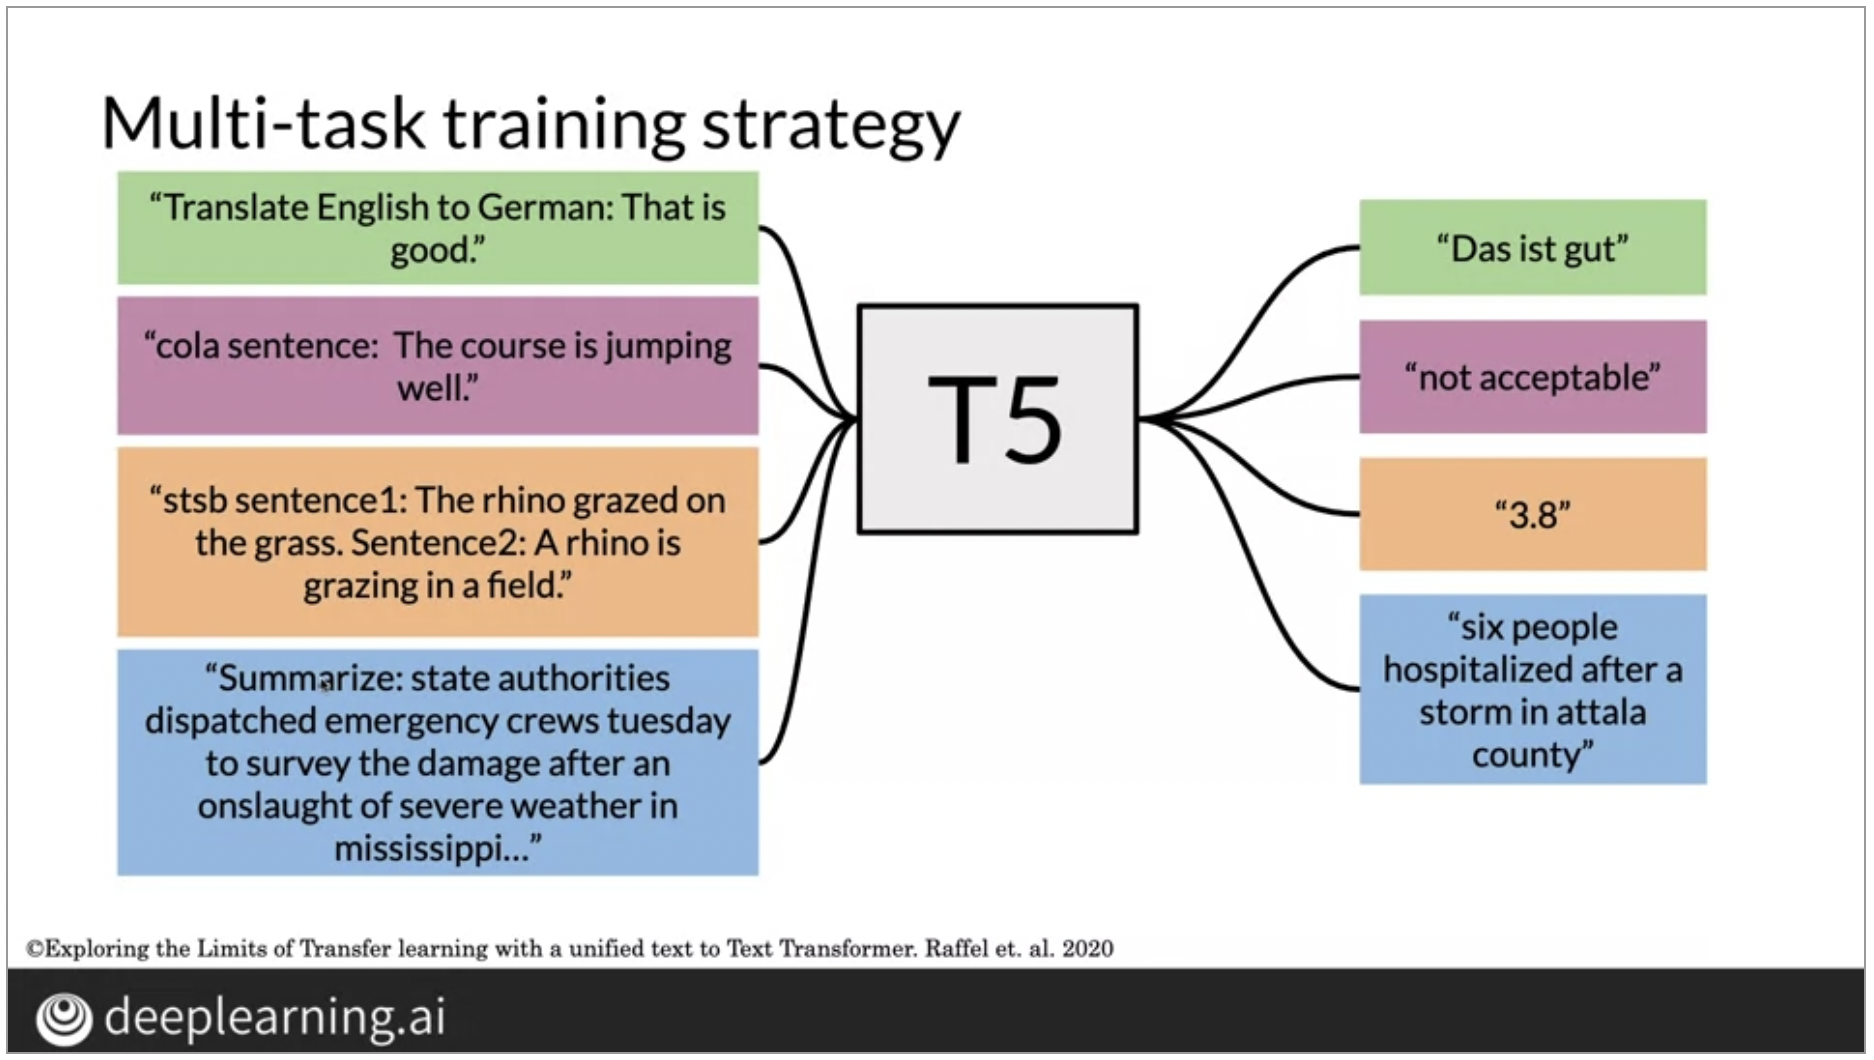 Multi-task training strategy
“Translate English to German: That is
good.”
“cola sentence:  The course is jumping
well.”
“stsb sentence1: The rhino grazed on
the grass. Sentence2: A rhino is
grazing in a field.”
“Summarize: state authorities
dispatched emergency crews tuesday
to survey the damage after an
onslaught of severe weather in
mississippi...”
T5
“Das ist gut”
“not acceptable”
“3.8”
“six people
hospitalized after a
storm in attala
county”
©Exploring the Limits of Transfer learning with a unified text to Text Transformer. Raffel et. al. 2020
deeplearning.ai